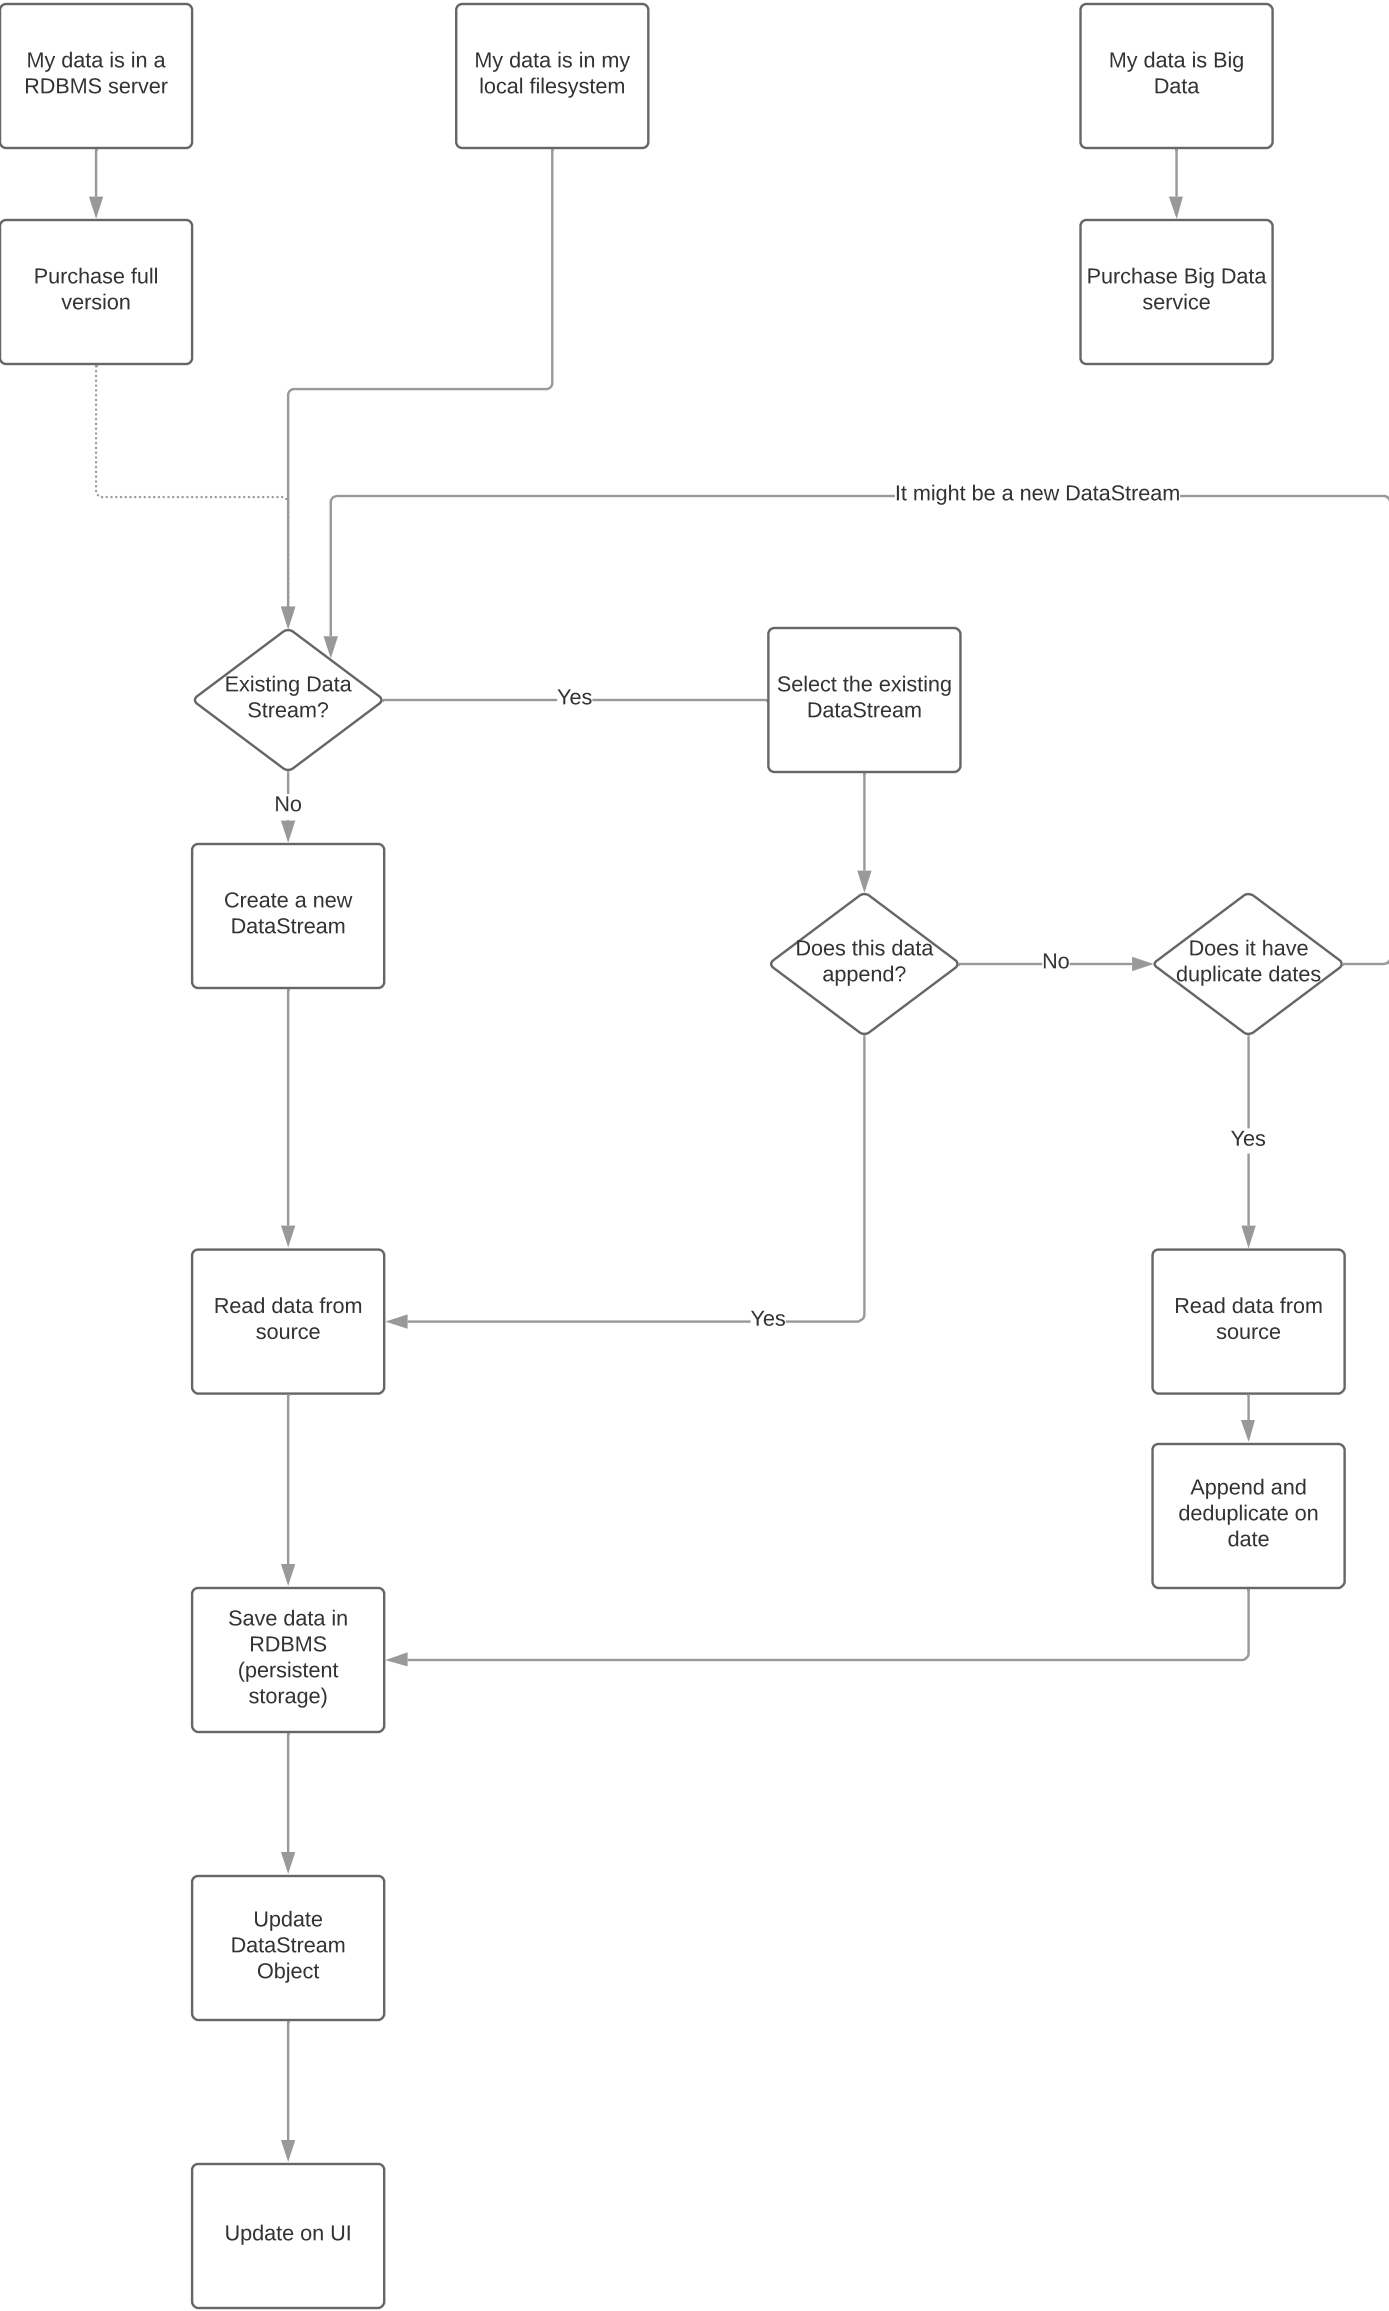 My data is in a
RDBMS server
My data is in my
local filesystem
My data is Big
Data
Purchase full
version
Purchase Big Data
service
It might be a new DataStream
Existing Data
Stream?
Yes
Select the existing
DataStream
No
Create a new
DataStream
Does this data
append?
No
Does it have
duplicate dates
Yes
Read data from
source
Yes
Read data from
source
Append and
deduplicate on
date
Save data in
RDBMS
(persistent
storage)
Update
DataStream
Object
Update on UI